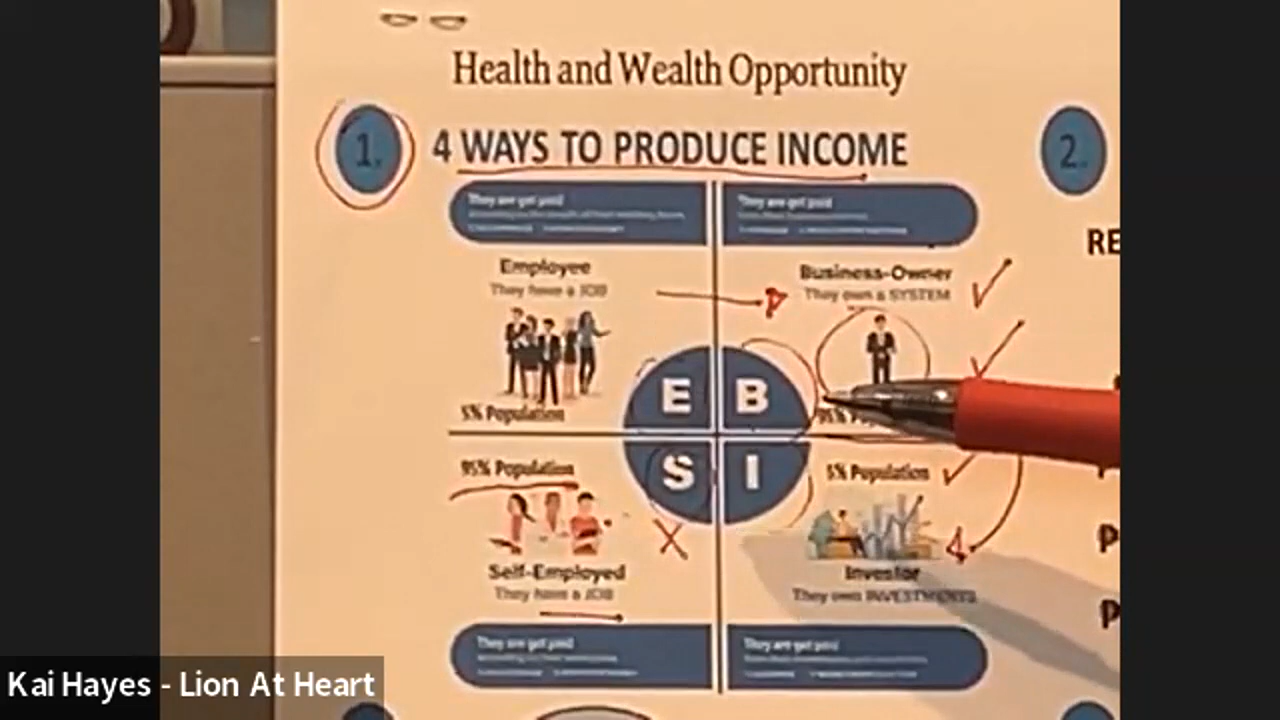 Health and Wealth Opportunity
1.
4 WAYS TO PRODUCE INCOME
2.
They are get paid
They are get paid
RE
Employee
They have a JOB
Business-Owner
They own a SYSTEM
E
B
5% Population
95%
S
I
95% Population
5% Population
P
Self-Employed
They have a JOB
Investor
They own INVESTMENTS
P
They are get paid
They are get paid
Kai Hayes - Lion At Heart